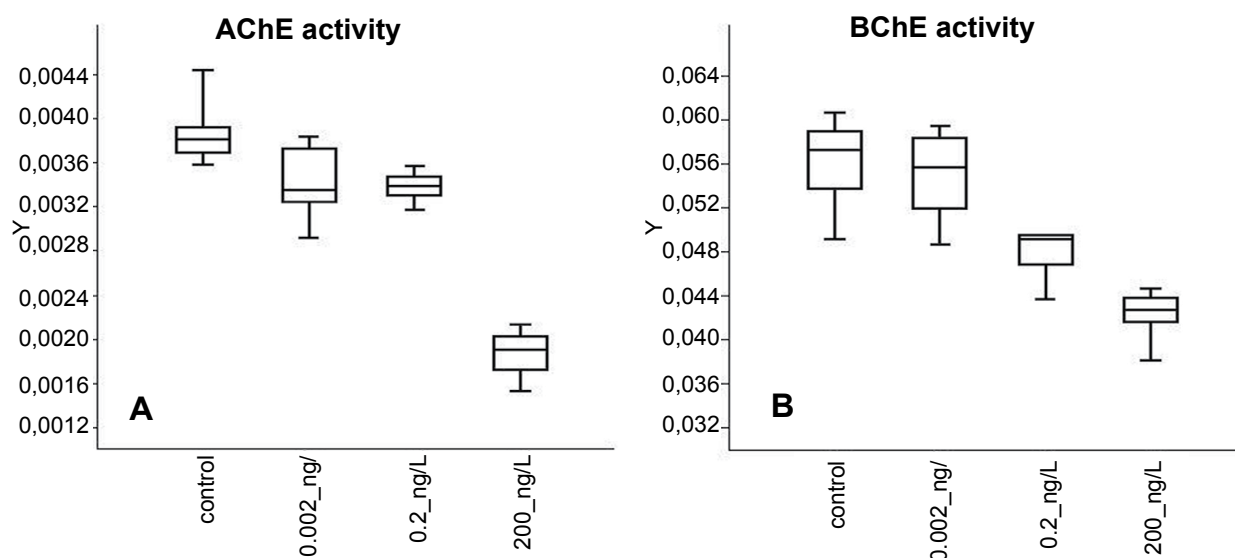 AChE activity
0,0044
0,0040
0,0036
0,0032
0,0028
0,0024
0,0020
0,0016
0,0012
Y
A
control
0.002_ng/
0.2_ng/L
200_ng/L
BChE activity
0,064
0,060
0,056
0,052
0,048
0,044
0,040
0,036
0,032
Y
B
control
0.002_ng/
0.2_ng/L
200_ng/L